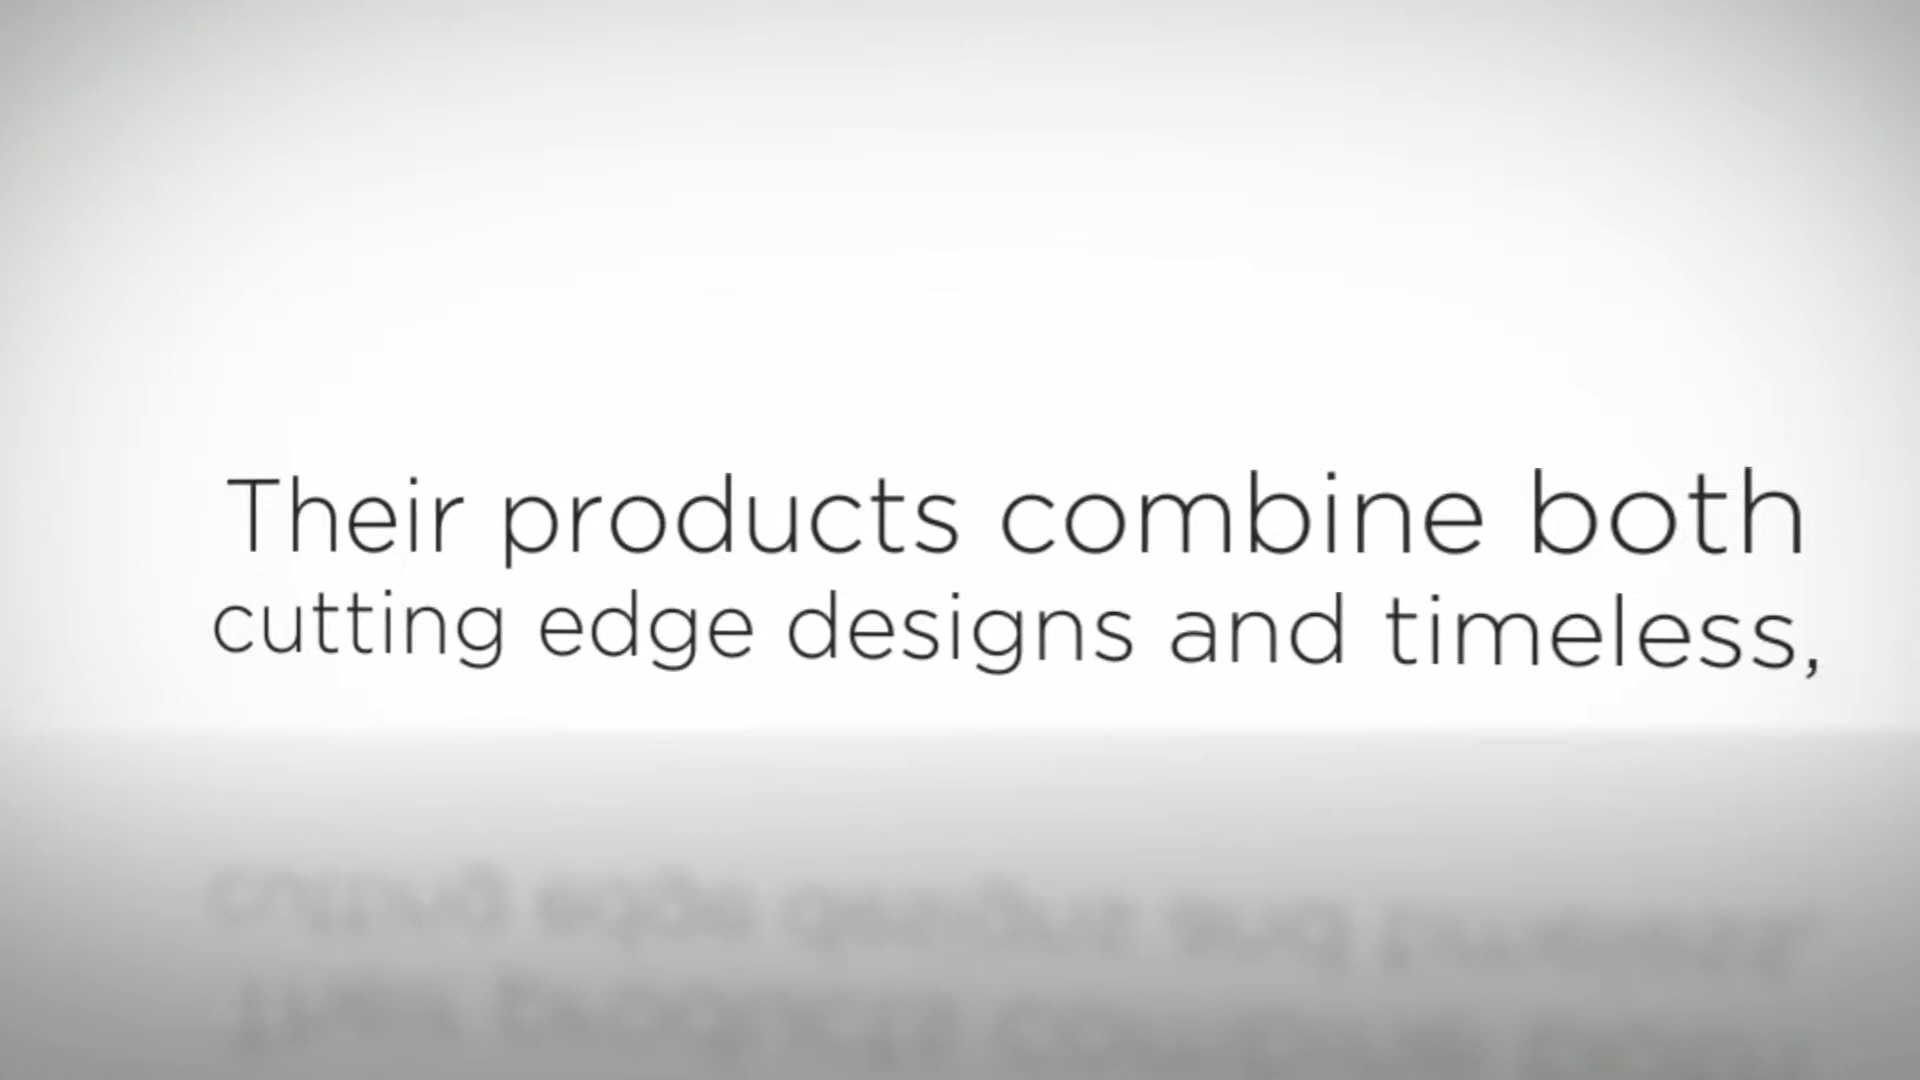 Their products combine both
cutting edge designs and timeless,